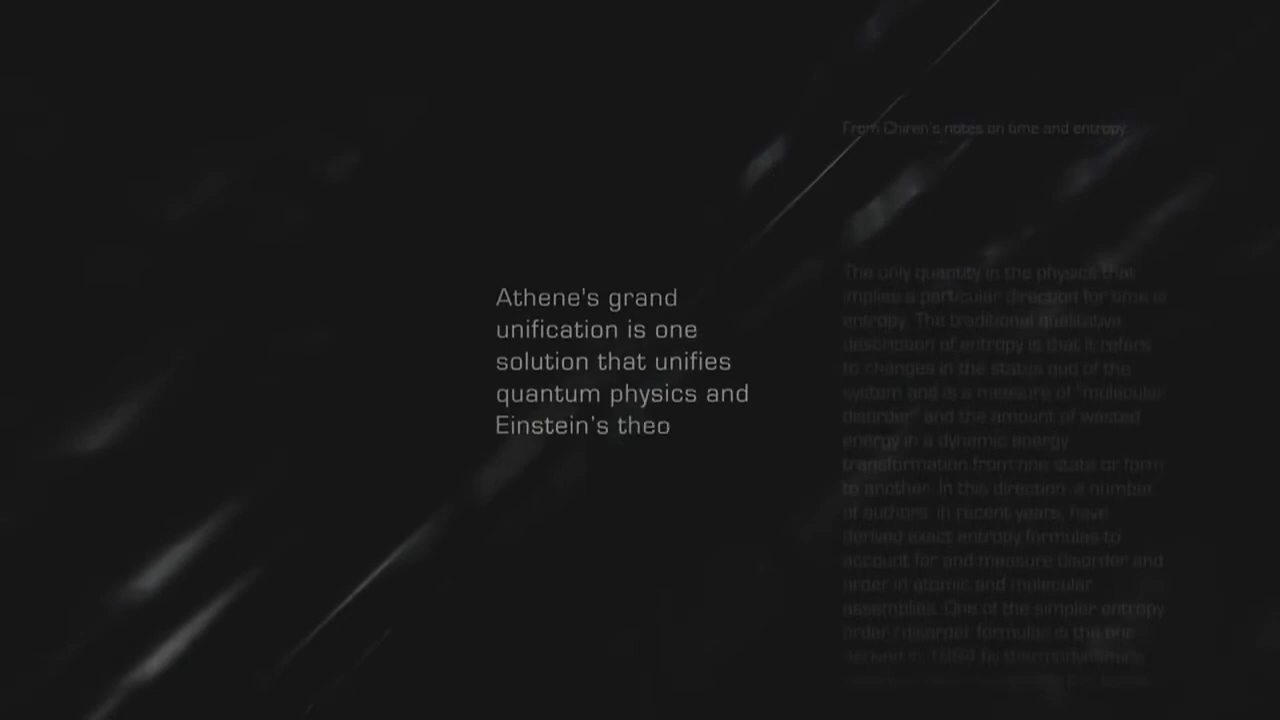 Athene's grand
unification is one
solution that unifies
quantum physics and
Einstein's theo
From Chiren's notes on time and entropy:
The only quantity in the physics that
implies a particular direction for time is
entropy. The traditional qualitative
description of entropy is that it refers
to changes in the status quo of the
system and is a measure of "molecular
disorder" and the amount of wasted
energy in a dynamic energy
transformation from one state or form
to another. In this direction, a number
of authors, in recent years, have
derived exact entropy formulas to
account for and measure disorder and
order in atomic and molecular
assemblies. One of the simpler entropy
order / disorder formulas is the one
derived in by thermodynamics